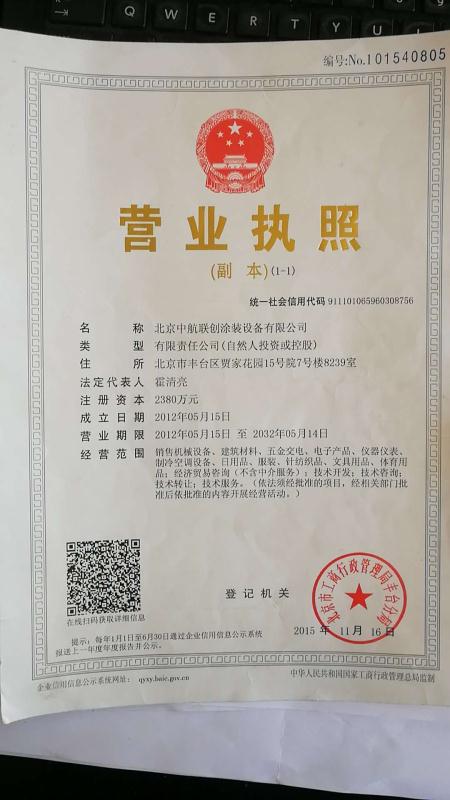 Q W E R T Y U
编号:No.101540805
营业执照
(副 本)(1-1)
统一社会信用代码 911101065960308756
名 称 北京中航联创涂装设备有限公司
类 型 有限责任公司(自然人投资或控股)
住 所 北京市丰台区贾家花园15号院7号楼8239室
法定代表人 霍清亮
注册资本 2380万元
成立日期 2012年05月15日
营业期限 2012年05月15日 至 2032年05月14日
经营范围 销售机械设备、建筑材料、五金交电、电子产品、仪器仪表、
制冷空调设备、日用品、服装、针纺织品、文具用品、体育用
品；经济贸易咨询（不含中介服务）；技术开发；技术咨询；
技术转让；技术服务。（依法须经批准的项目，经相关部门批
准后依批准的内容开展经营活动。）
在线扫码获取详细信息
登记机关
北京市工商行政管理局丰台分局
2015 年 11月 16日
提示：每年1月1日至6月30日通过企业信用信息公示系统
报送上一年度年度报告并公示。
企业信用信息公示系统网址： qyxy.baic.gov.cn
中华人民共和国国家工商行政管理总局监制